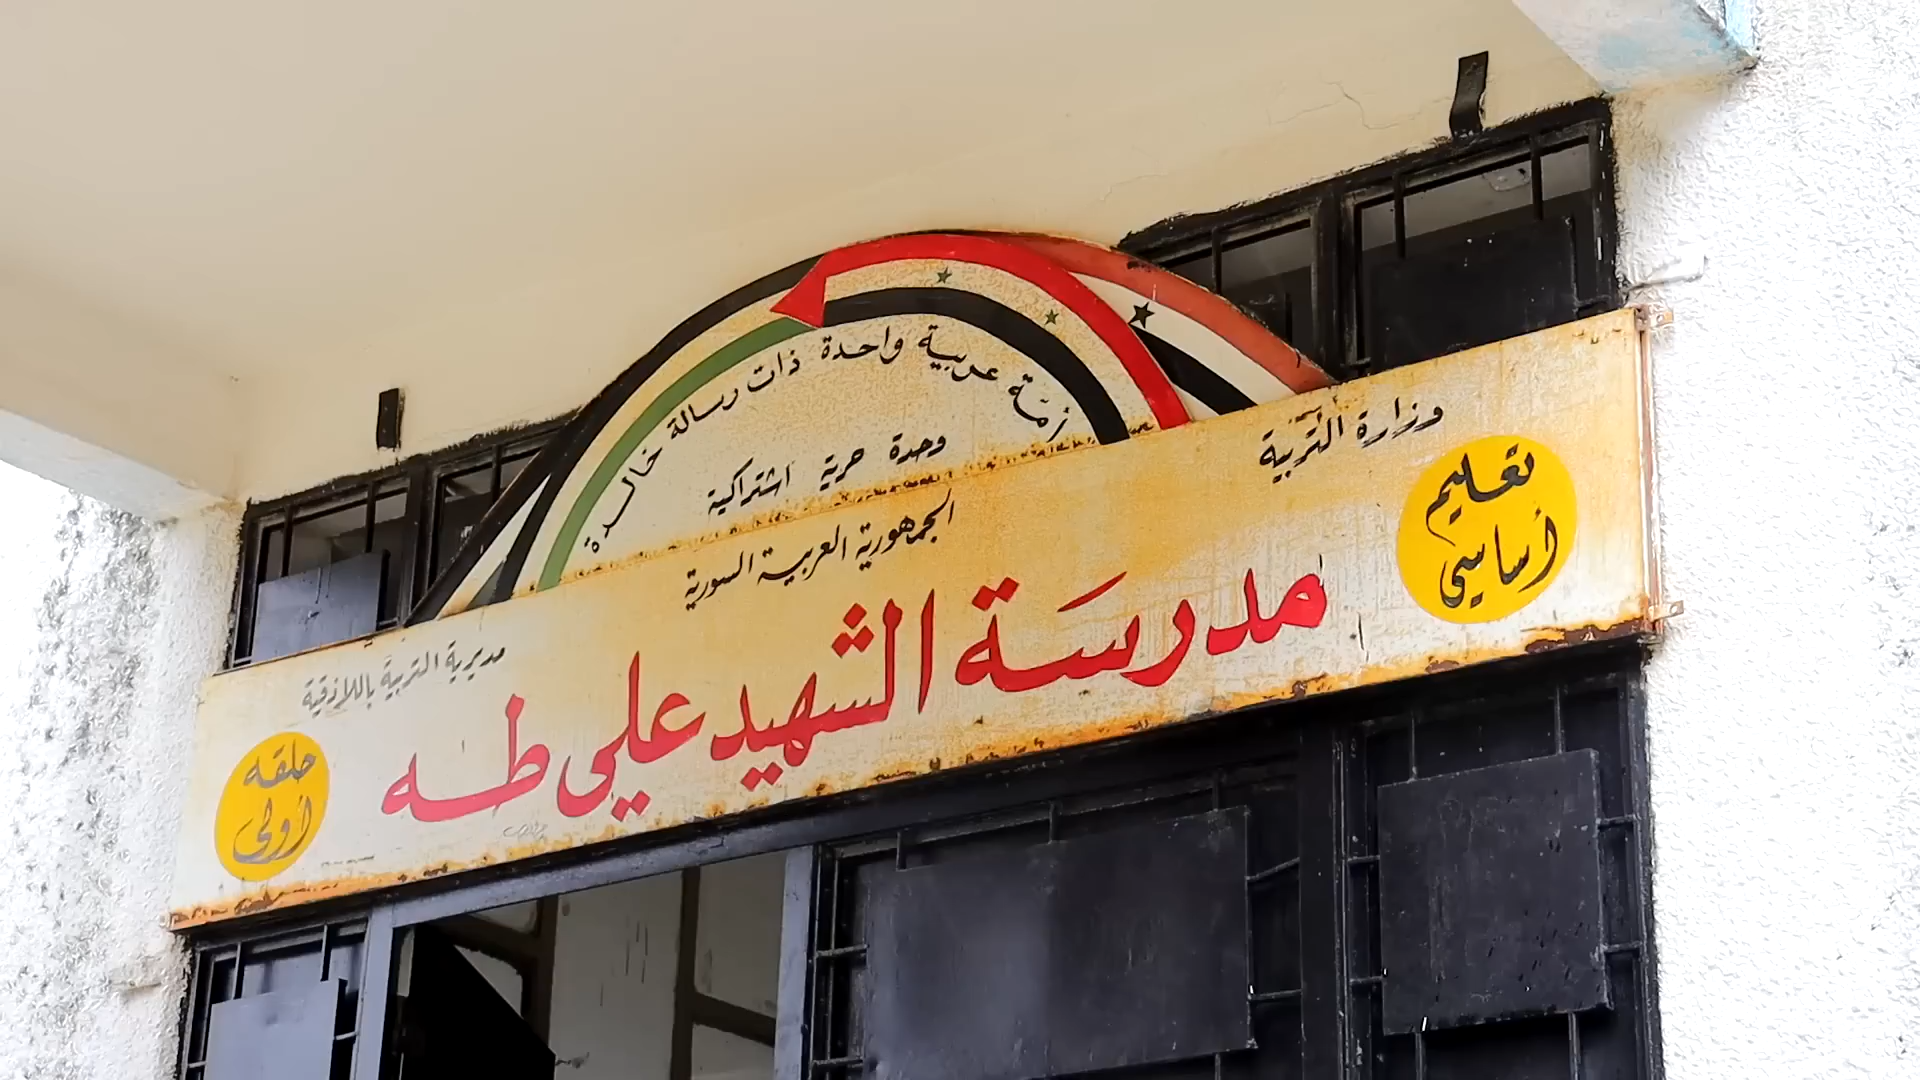 أمة عربية واحدة ذات رسالة خالدة
وحدة حرية اشتراكية
الجمهورية العربية السورية
وزارة التربية
مديرية التربية باللاذقية
تعليم
أساسي
مدرسة الشهيد علي طه
حلقة
أولى